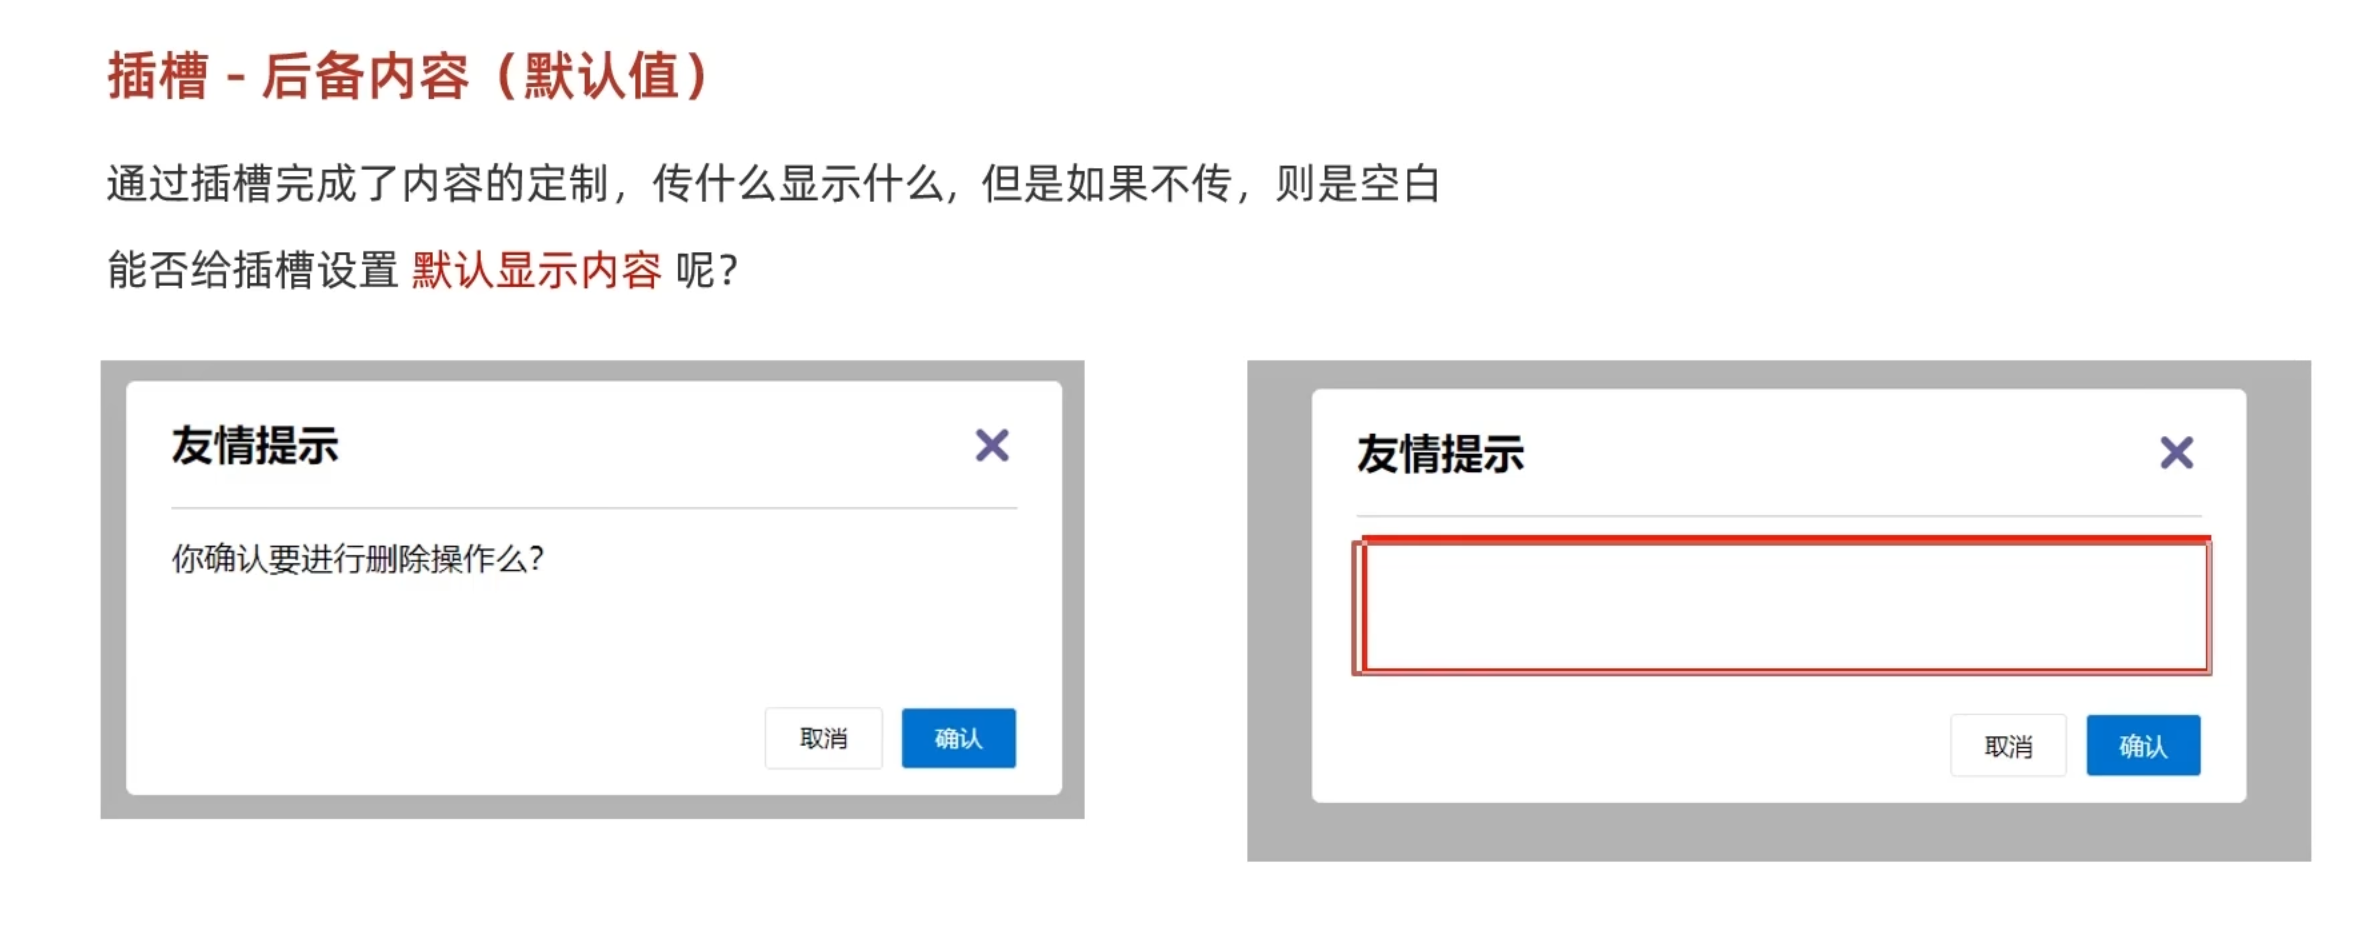 插槽 - 后备内容（默认值）
通过插槽完成了内容的定制，传什么显示什么, 但是如果不传，则是空白
能否给插槽设置 默认显示内容 呢？
友情提示
你确认要进行删除操作么？
取消 确认
友情提示
取消 确认